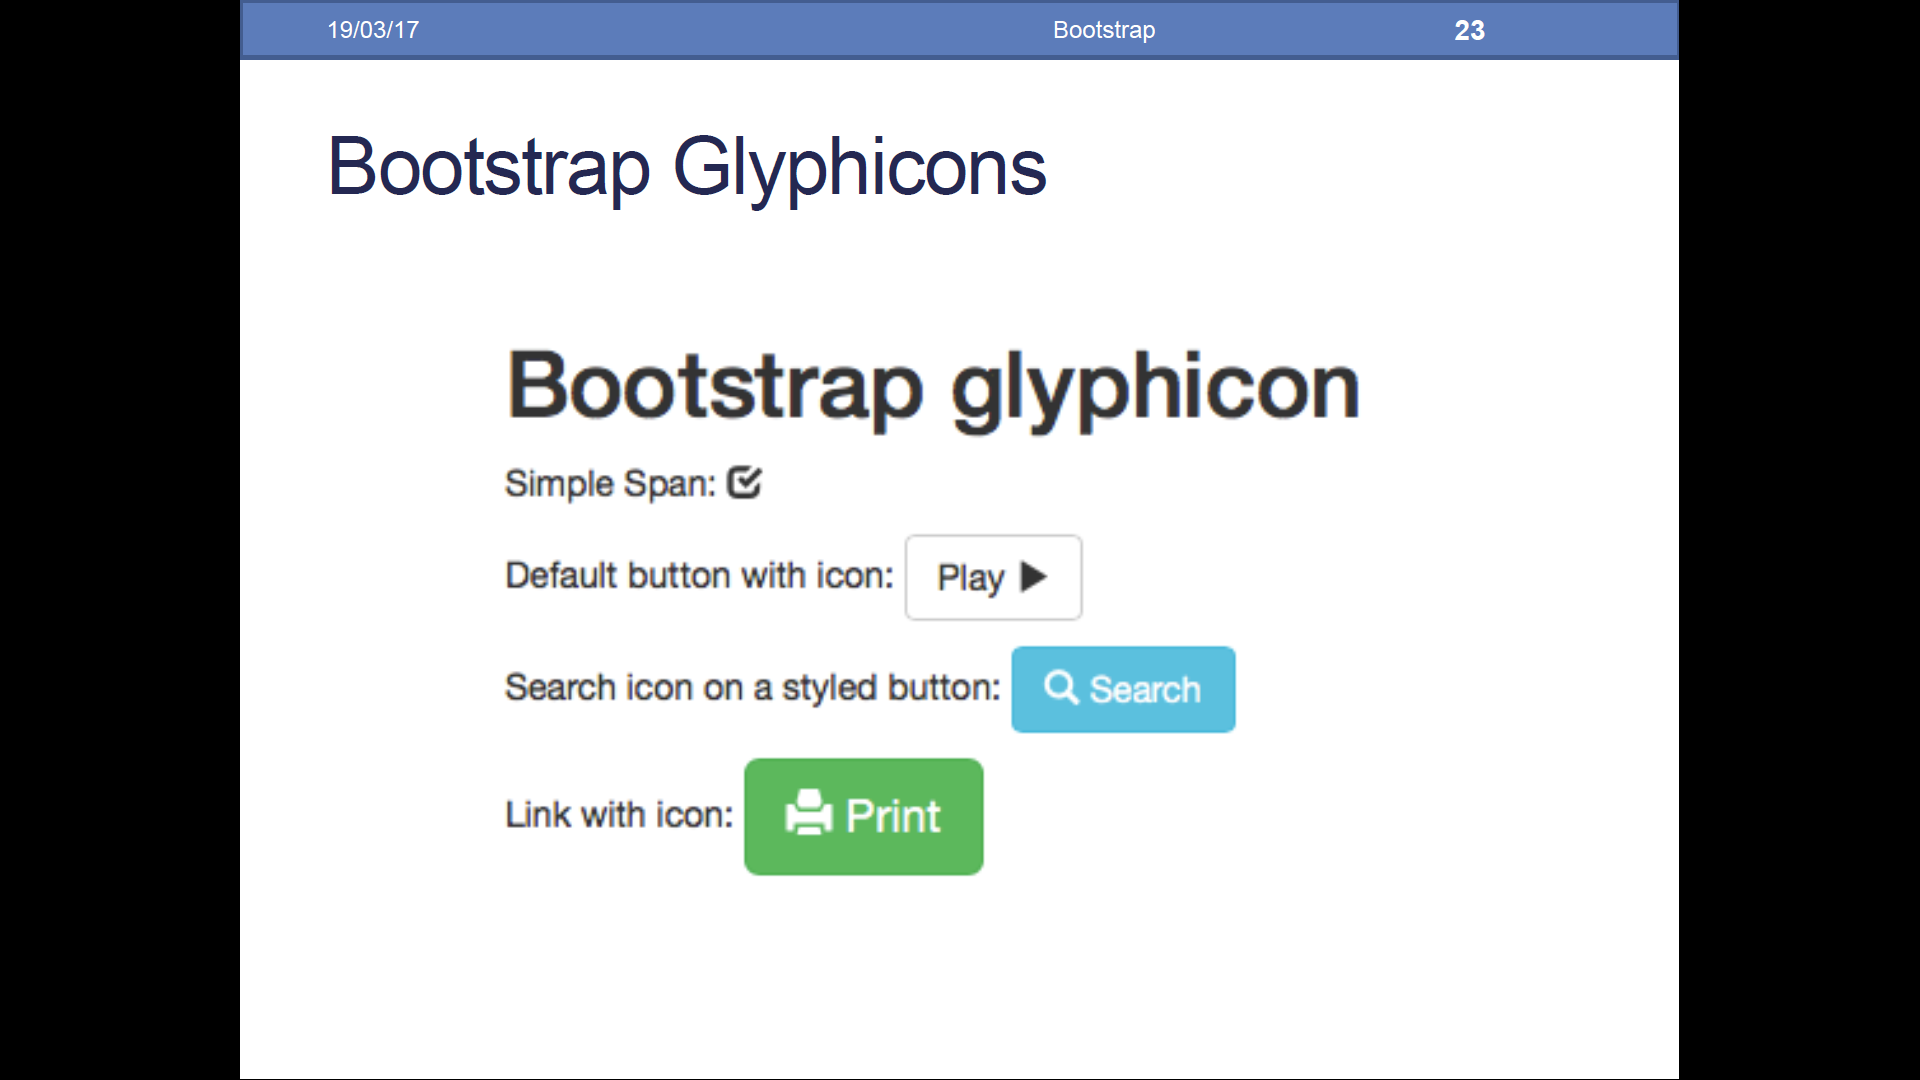 19/03/17 Bootstrap 23
Bootstrap Glyphicons
Bootstrap glyphicon
Simple Span:
Default button with icon: Play
Search icon on a styled button: Search
Link with icon: Print